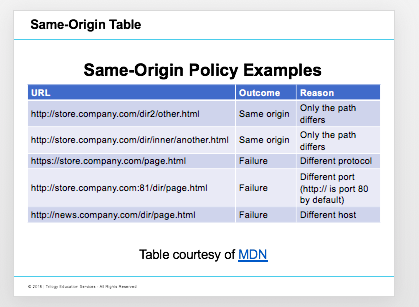 Same-Origin Table
Same-Origin Policy Examples
URL Outcome Reason
http://store.company.com/dir2/other.html Same origin Only the path
differs
http://store.company.com/dir/inner/another.html Same origin Only the path
differs
https://store.company.com/page.html Failure Different protocol
http://store.company.com:81/dir/page.html Failure Different port
(http:// is port 80
by default)
http://news.company.com/dir/page.html Failure Different host
Table courtesy of MDN
© 2018 - Trilogy Education Services - All Rights Reserved